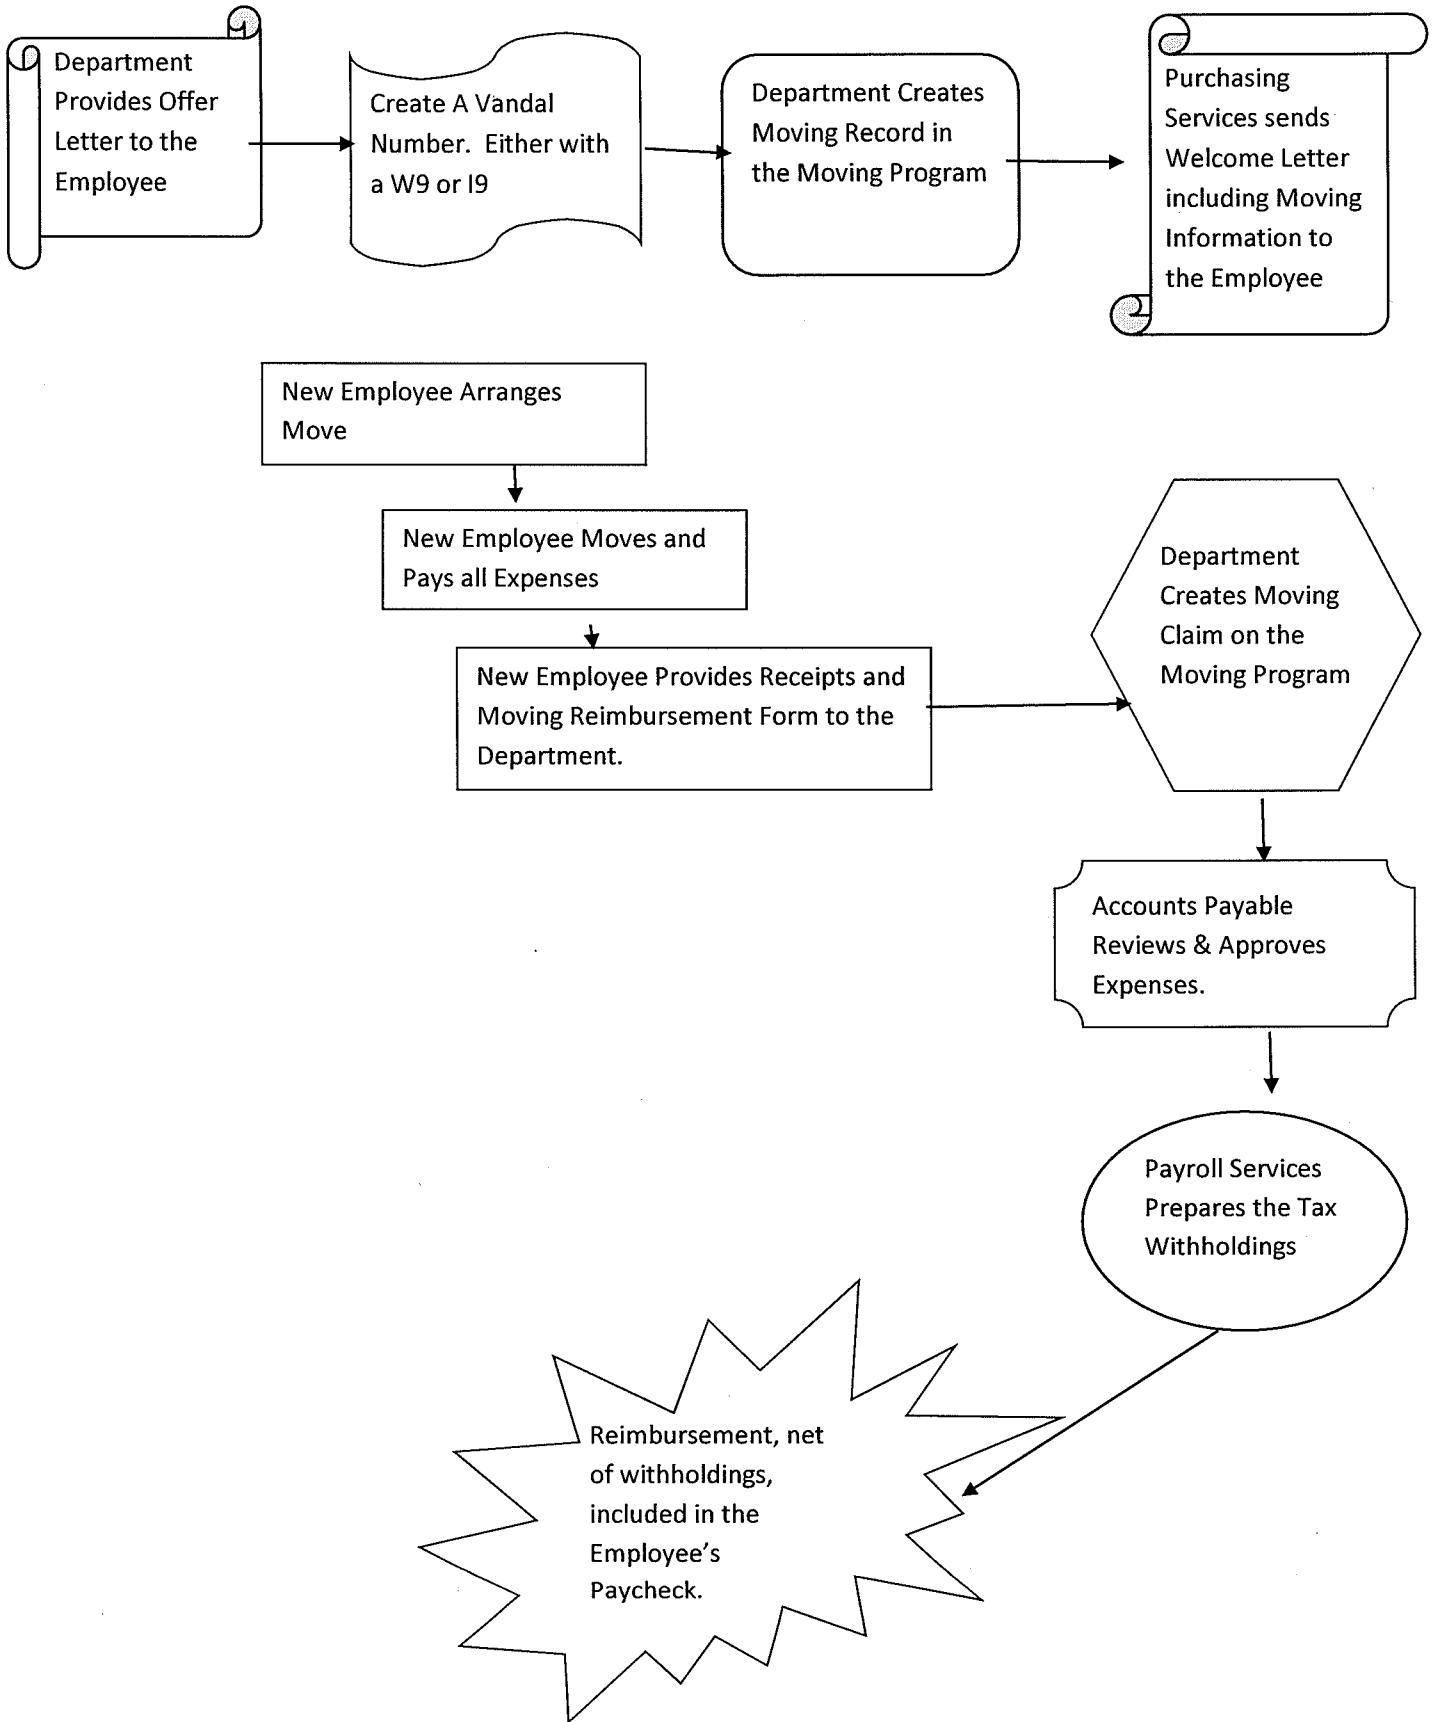 Department
Provides Offer
Letter to the
Employee
Create A Vandal
Number.  Either with
a W9 or I9
Department Creates
Moving Record in
the Moving Program
Purchasing
Services sends
Welcome Letter
including Moving
Information to
the Employee
New Employee Arranges
Move
New Employee Moves and
Pays all Expenses
New Employee Provides Receipts and
Moving Reimbursement Form to the
Department.
Department
Creates Moving
Claim on the
Moving Program
Accounts Payable
Reviews & Approves
Expenses.
Payroll Services
Prepares the Tax
Withholdings
Reimbursement, net
of withholdings,
included in the
Employee's
Paycheck.